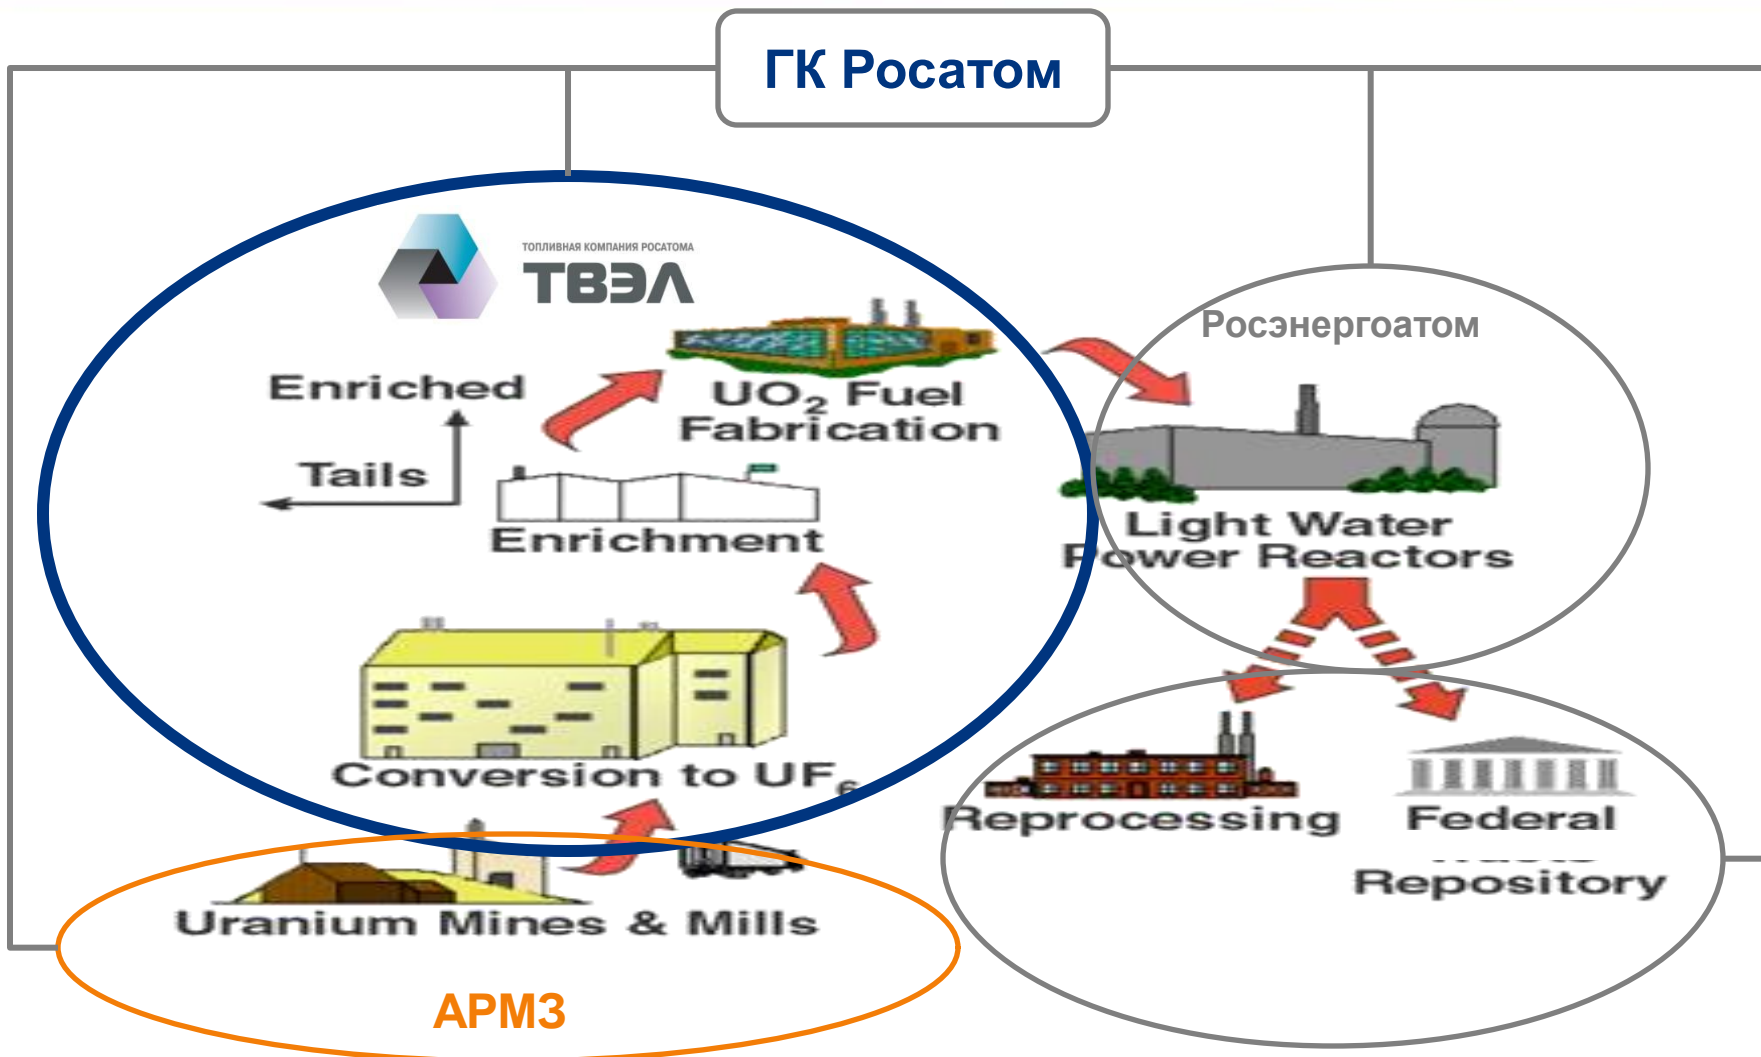 ГК Росатом
ТОПЛИВНАЯ КОМПАНИЯ РОСАТОМА
ТВЭЛ
Росэнергоатом
Enriched
UO₂ Fuel
Fabrication
Tails
Enrichment
Light Water
Power Reactors
Conversion to UF₆
Reprocessing
Federal
Repository
Uranium Mines & Mills
АРМЗ